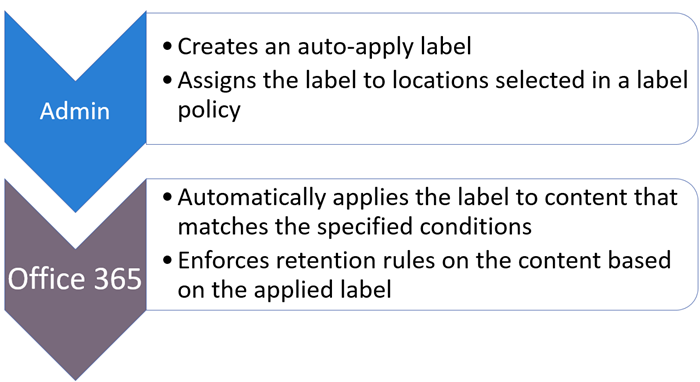 Admin
• Creates an auto-apply label
• Assigns the label to locations selected in a label
policy
Office 365
• Automatically applies the label to content that
matches the specified conditions
• Enforces retention rules on the content based
on the applied label